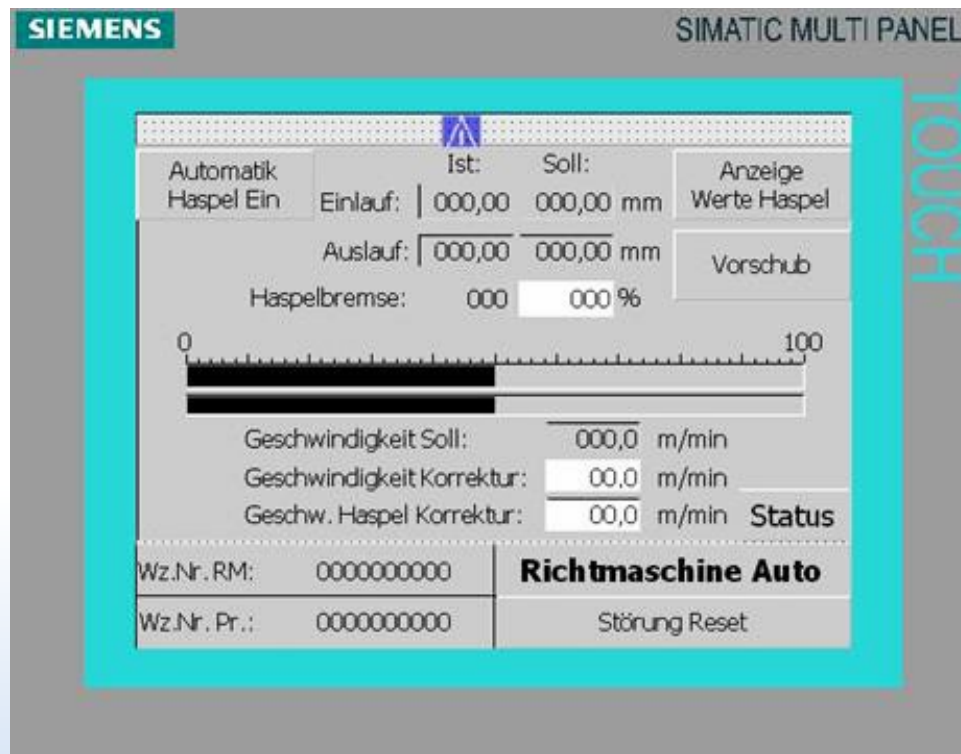 SIEMENS
SIMATIC MULTI PANEL
TOUCH
Automatik
Haspel Ein
Ist: Soll:
Einlauf: 000,00 000,00 mm
Anzeige
Werte Haspel
Auslauf: 000,00 000,00 mm
Vorschub
Haspelbremse: 000 000 %
0 100
Geschwindigkeit Soll: 000,0 m/min
Geschwindigkeit Korrektur: 00,0 m/min
Geschw. Haspel Korrektur: 00,0 m/min
Status
Wz.Nr. RM: 0000000000
Richtmaschine Auto
Wz.Nr. Pr.: 0000000000
Störung Reset